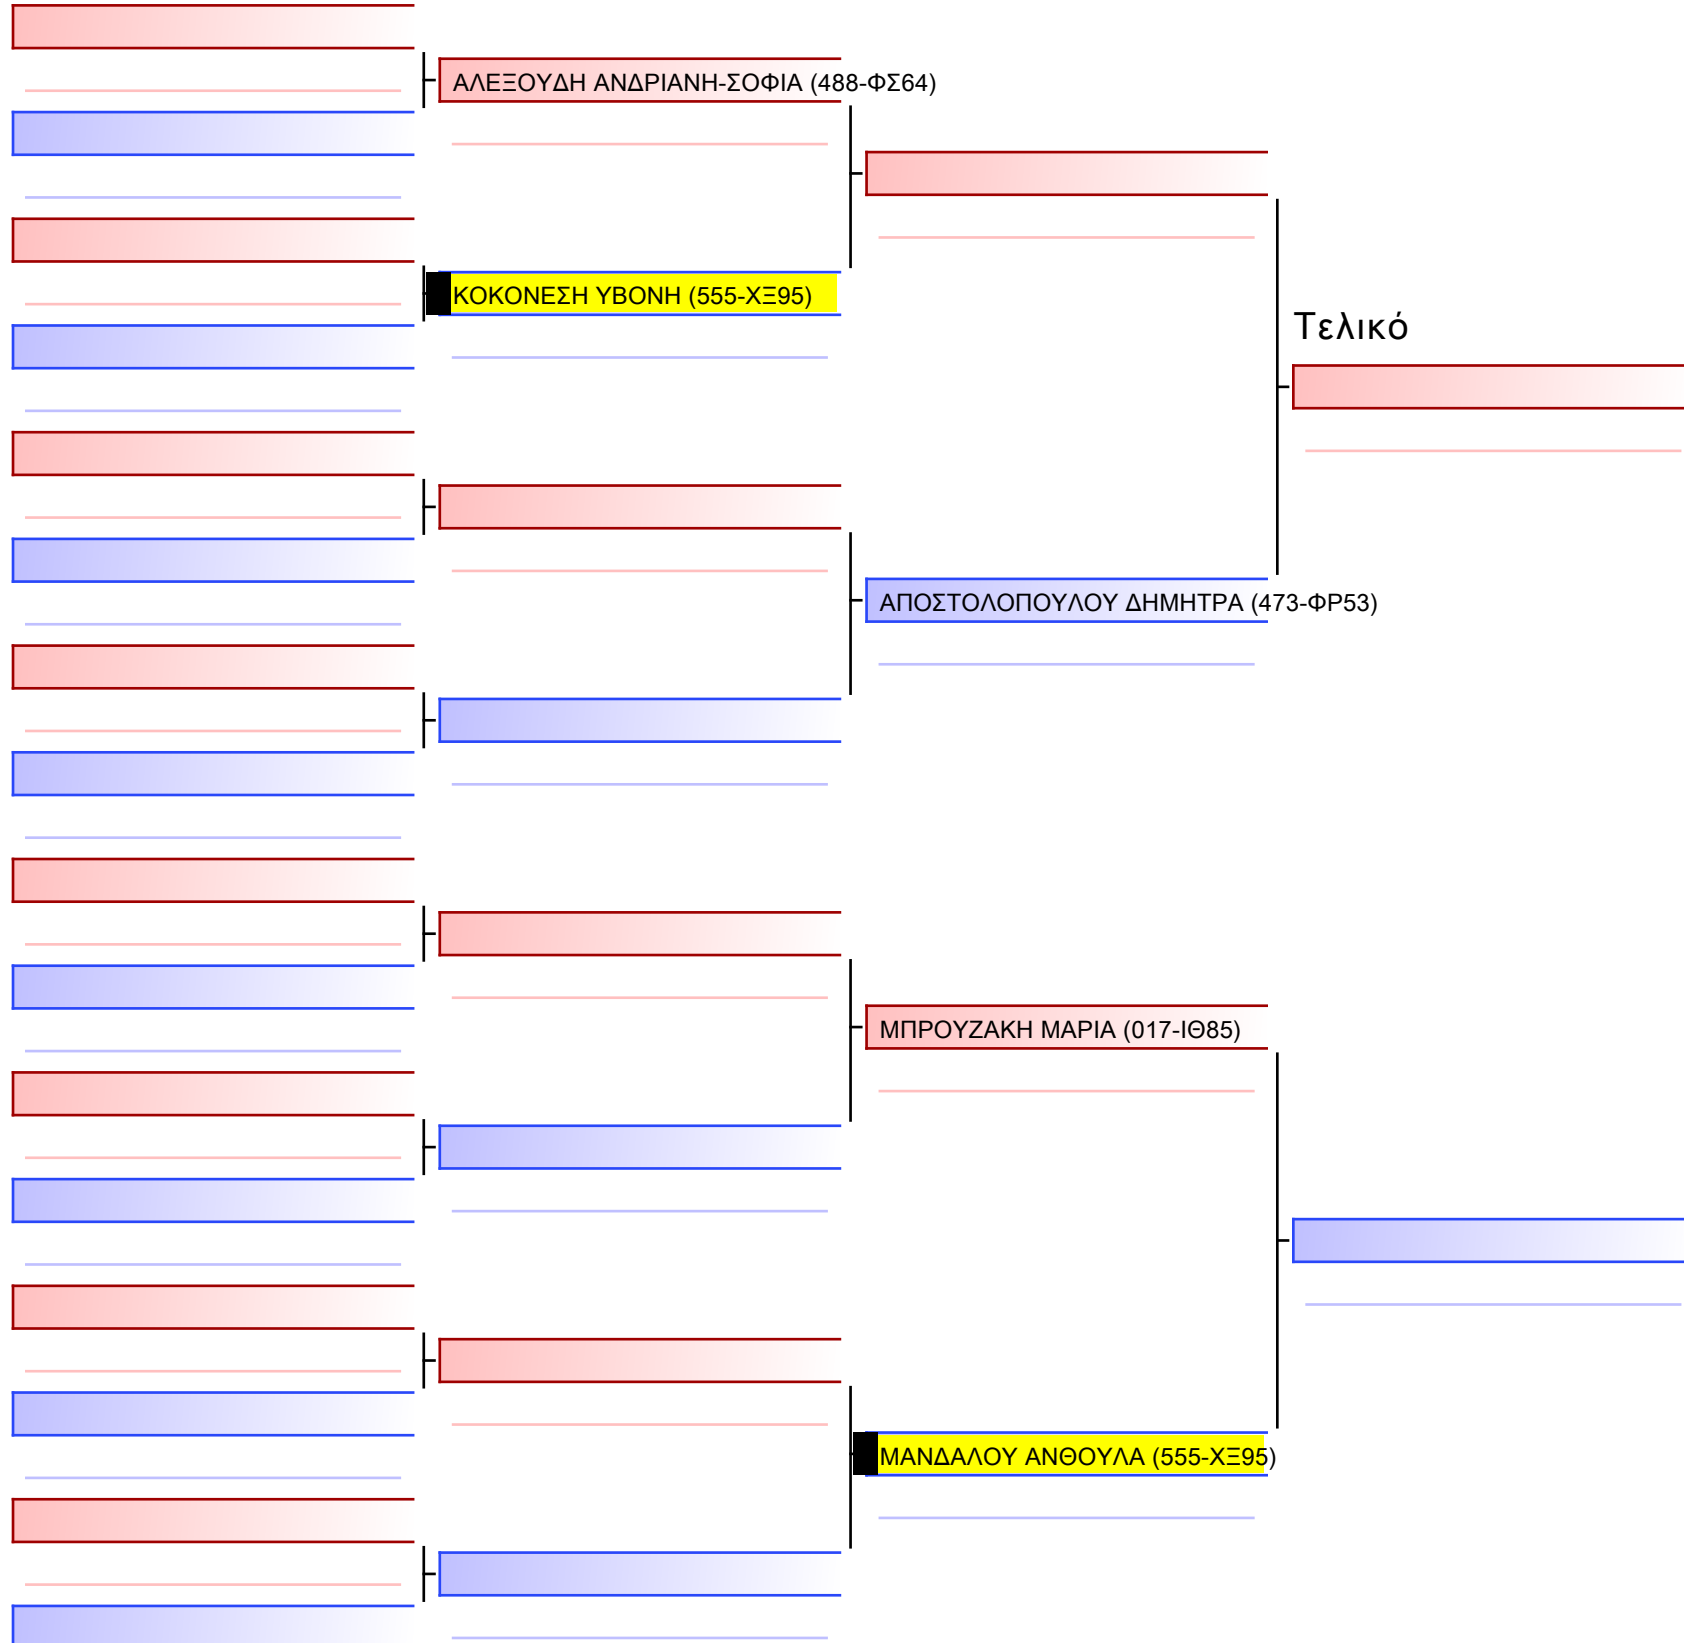 ΑΛΕΞΟΥΔΗ ΑΝΔΡΙΑΝΗ-ΣΟΦΙΑ (488-ΦΣ64)
ΚΟΚΟΝΕΣΗ ΥΒΟΝΗ (555-ΧΞ95)
Τελικό
ΑΠΟΣΤΟΛΟΠΟΥΛΟΥ ΔΗΜΗΤΡΑ (473-ΦΡ53)
ΜΠΡΟΥΖΑΚΗ ΜΑΡΙΑ (017-ΙΘ85)
ΜΑΝΔΑΛΟΥ ΑΝΘΟΥΛΑ (555-ΧΞ95)